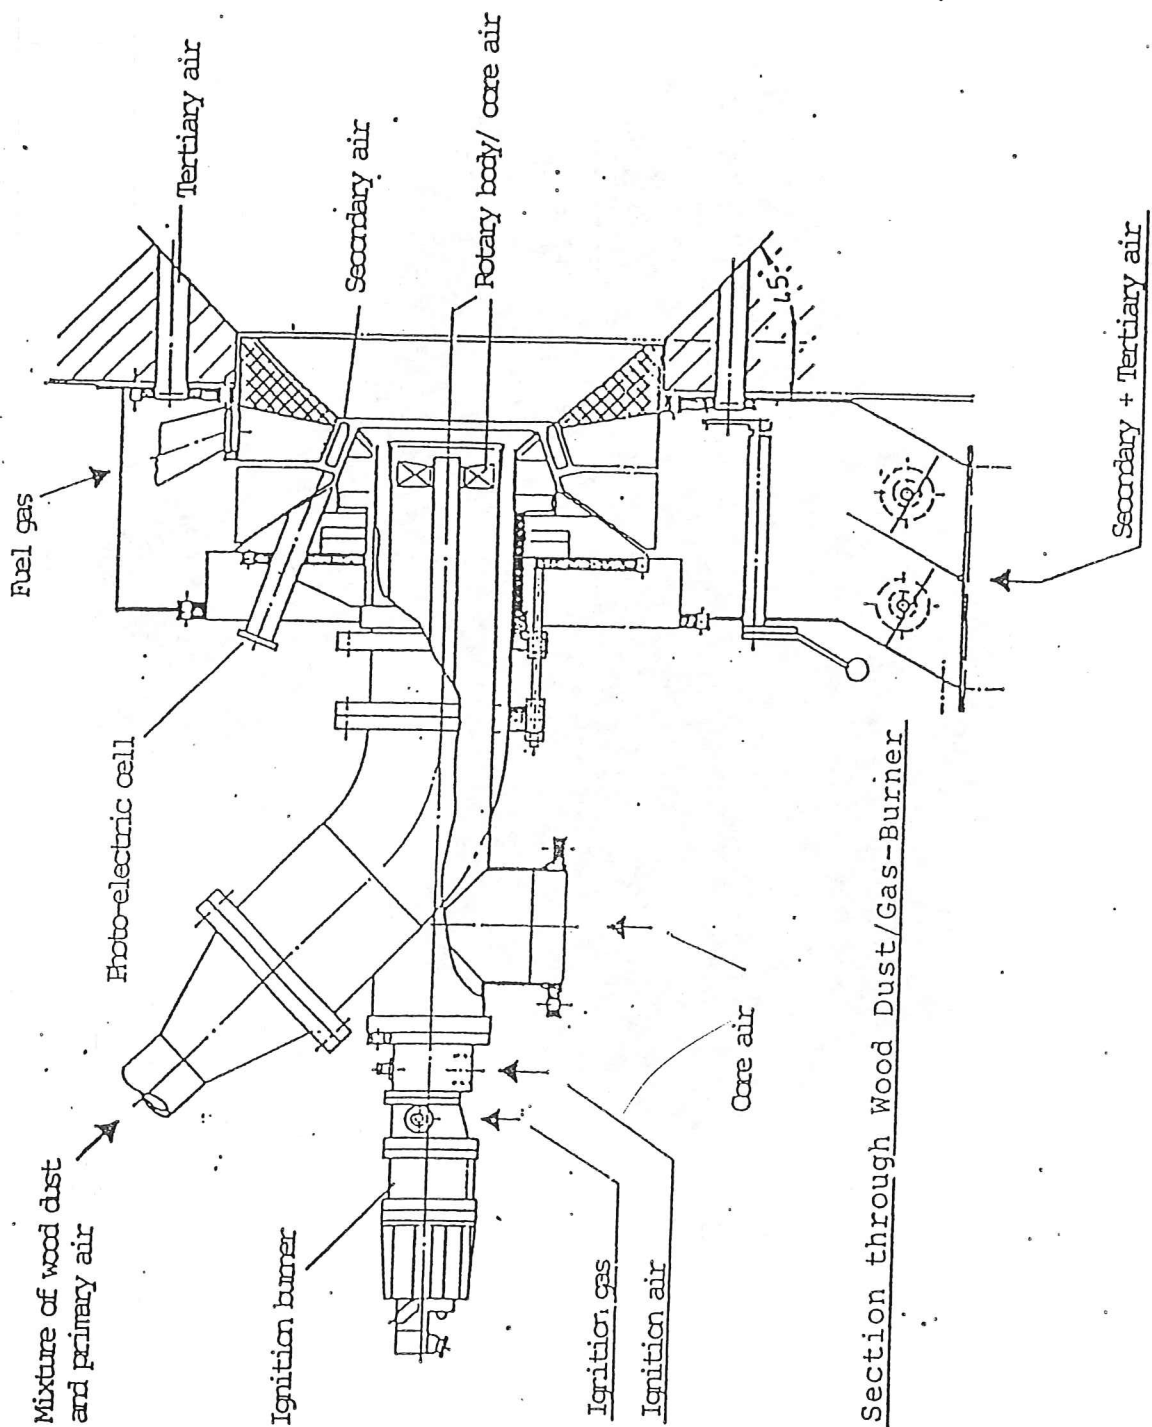 Mixture of wood dust
and primary air
Fuel gas
Tertiary air
Photo-electric cell
Ignition burner
Secondary air
Rotary body/ core air
Ignition gas
Ignition air
Core air
45°
Section through Wood Dust/Gas-Burner
Secondary + Tertiary air